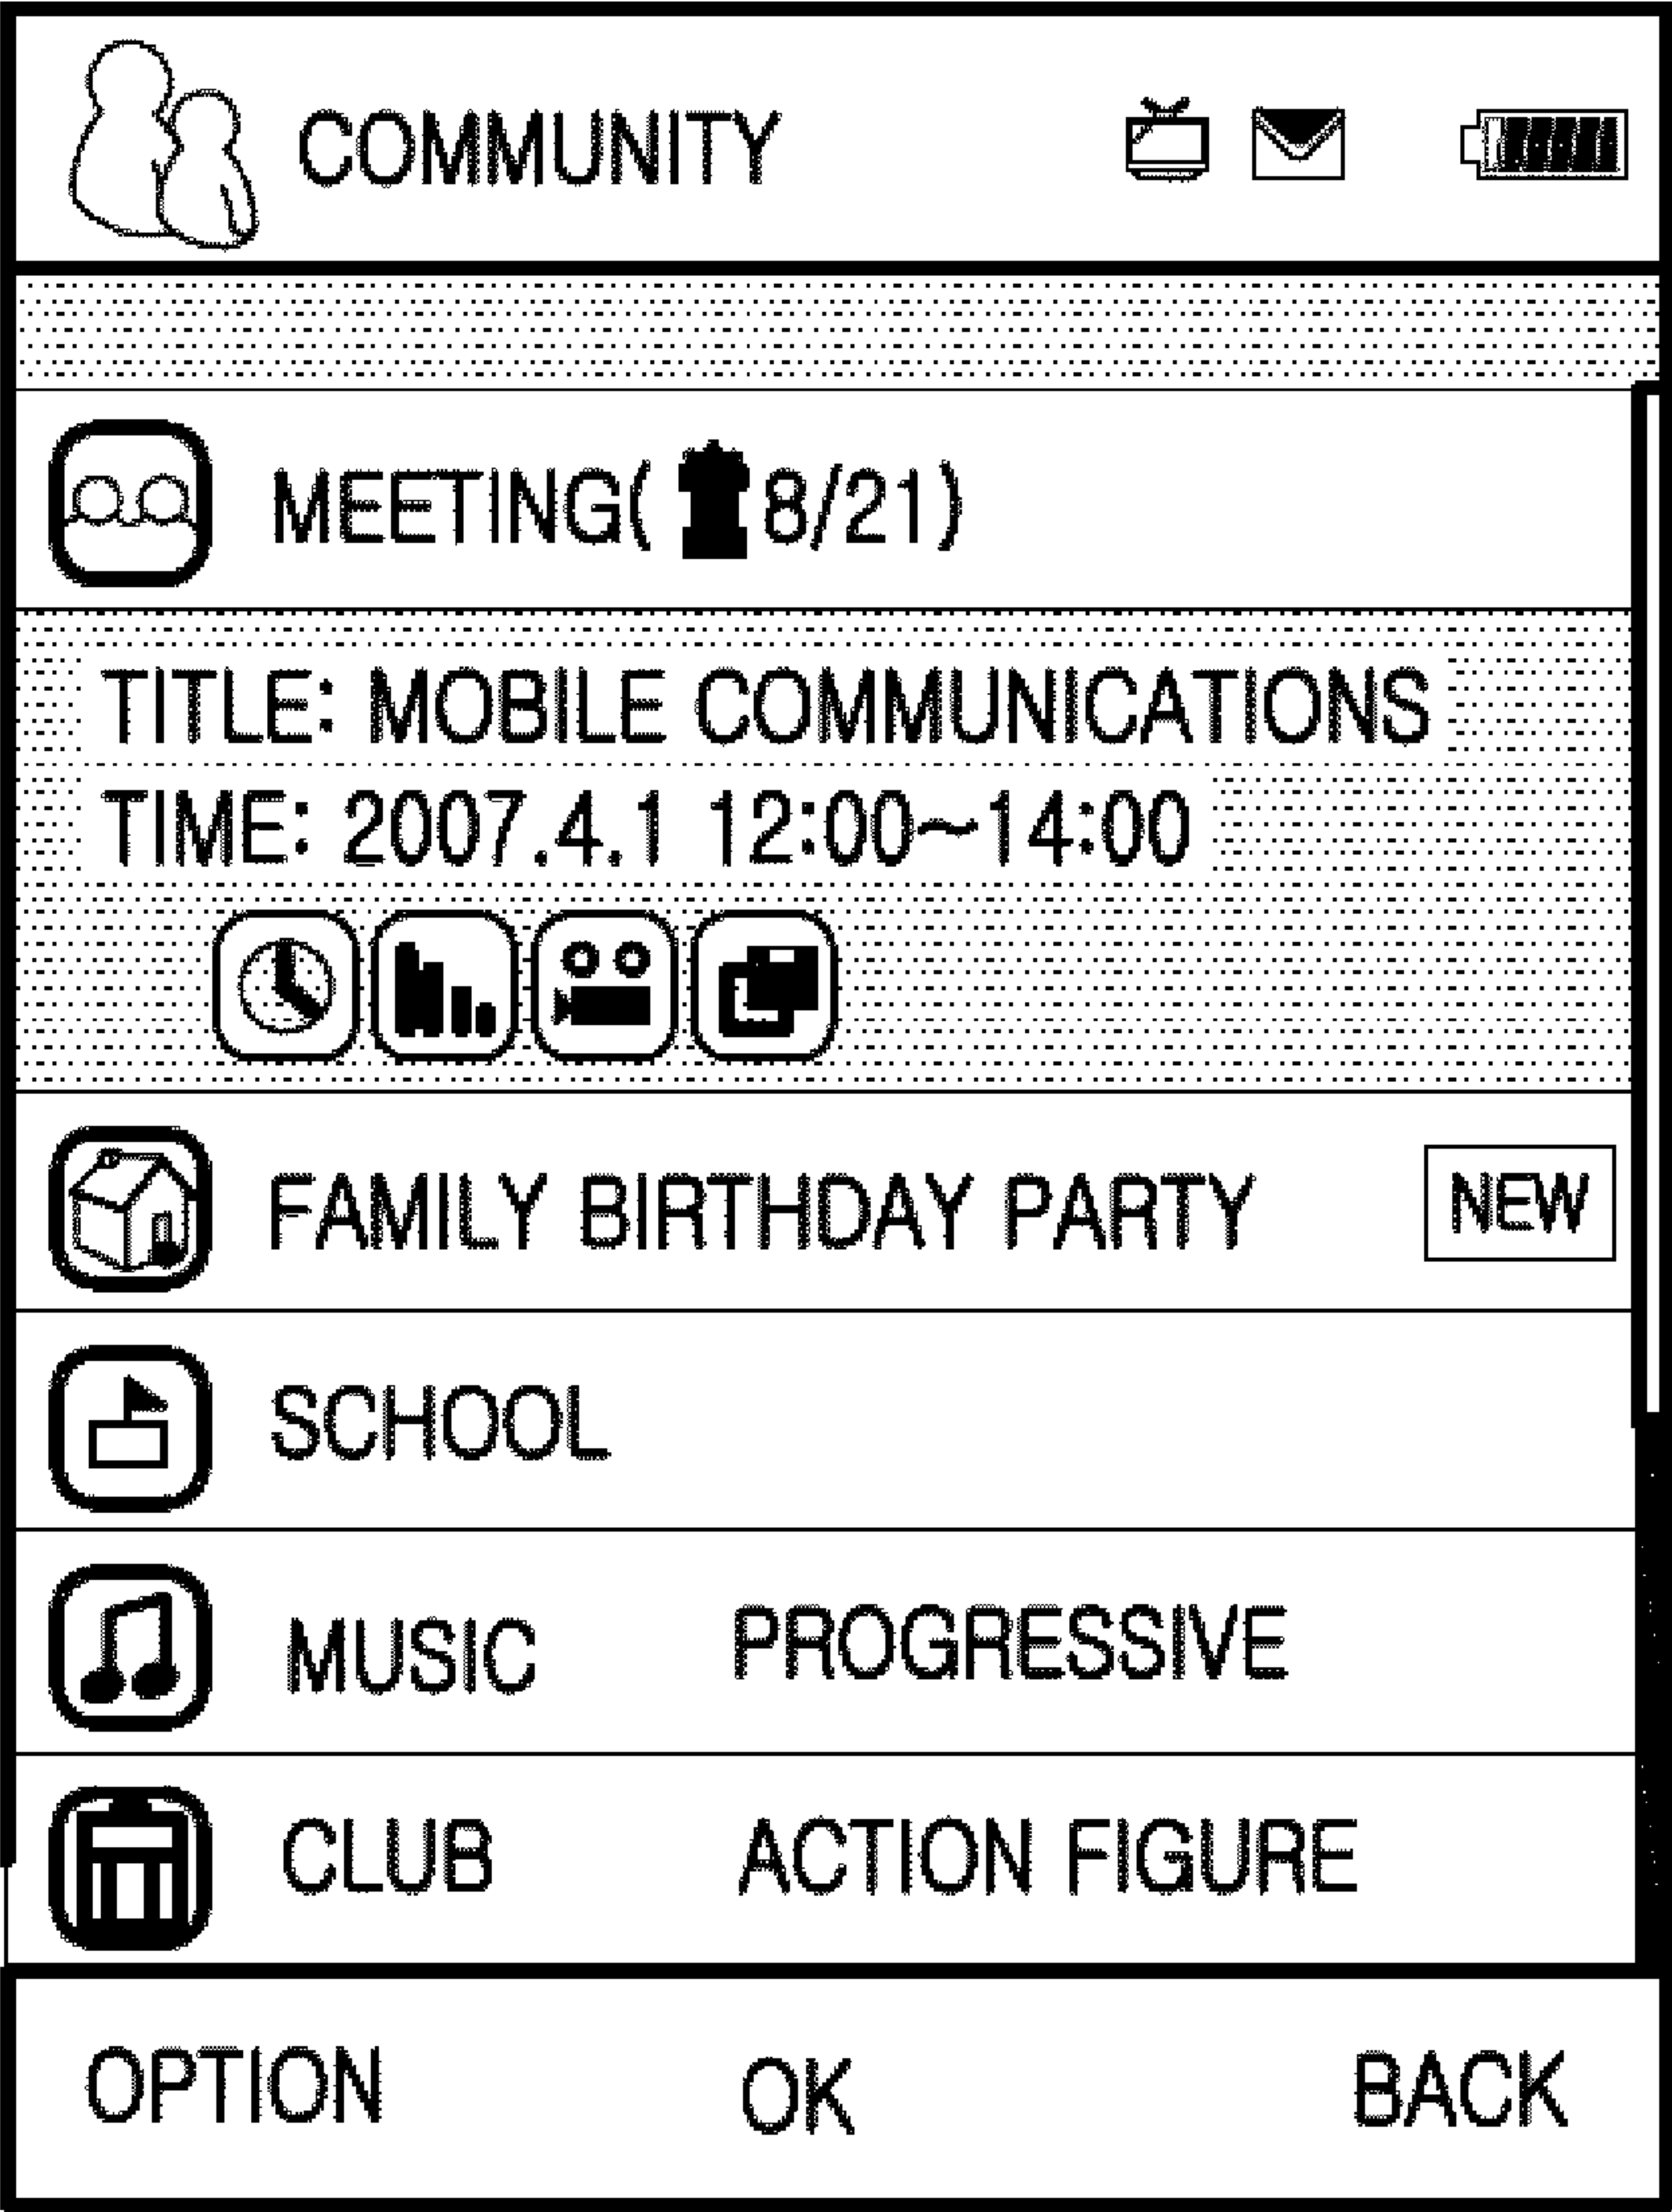 COMMUNITY
MEETING( 8/21)
TITLE: MOBILE COMMUNICATIONS
TIME: 2007.4.1 12:00~14:00
FAMILY BIRTHDAY PARTY NEW
SCHOOL
MUSIC PROGRESSIVE
CLUB ACTION FIGURE
OPTION OK BACK